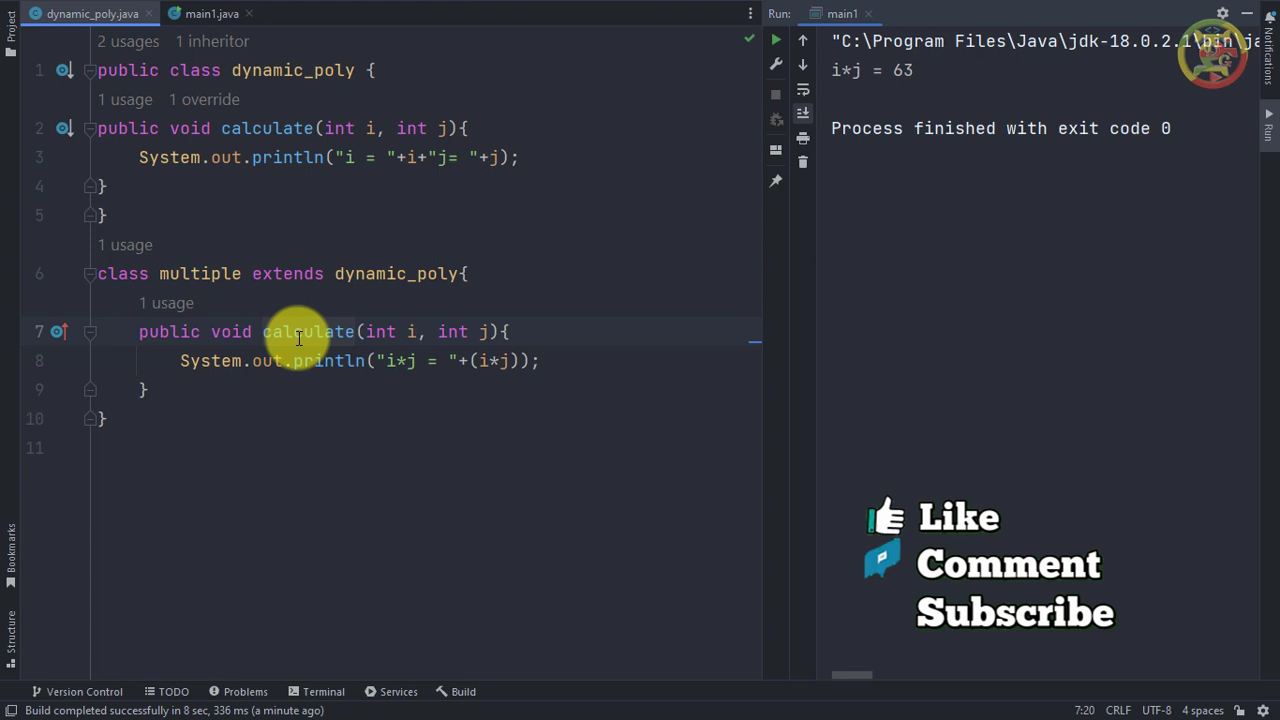 dynamic_poly.java
main1.java
Run:
main1
Project
Notifications
Run
Bookmarks
Structure
2 usages 1 inheritor
1 public class dynamic_poly {
1 usage 1 override
2 public void calculate(int i, int j){
3 System.out.println("i = "+i+"j= "+j);
4 }
5 }
1 usage
6 class multiple extends dynamic_poly{
1 usage
7 public void calculate(int i, int j){
8 System.out.println("i*j = "+(i*j));
9 }
10 }
11
"C:\Program Files\Java\jdk-18.0.2.1\bin\ja
i*j = 63
Process finished with exit code 0
Like
Comment
Subscribe
Version Control TODO Problems Terminal Services Build
Build completed successfully in 8 sec, 336 ms (a minute ago) 7:20 CRLF UTF-8 4 spaces